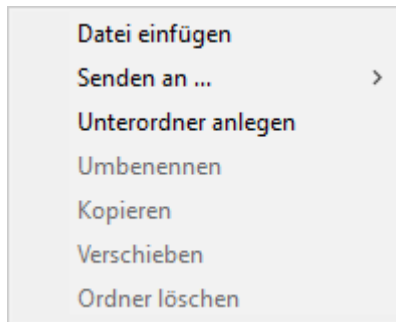 Datei einfügen
Senden an ...
Unterordner anlegen
Umbenennen
Kopieren
Verschieben
Ordner löschen